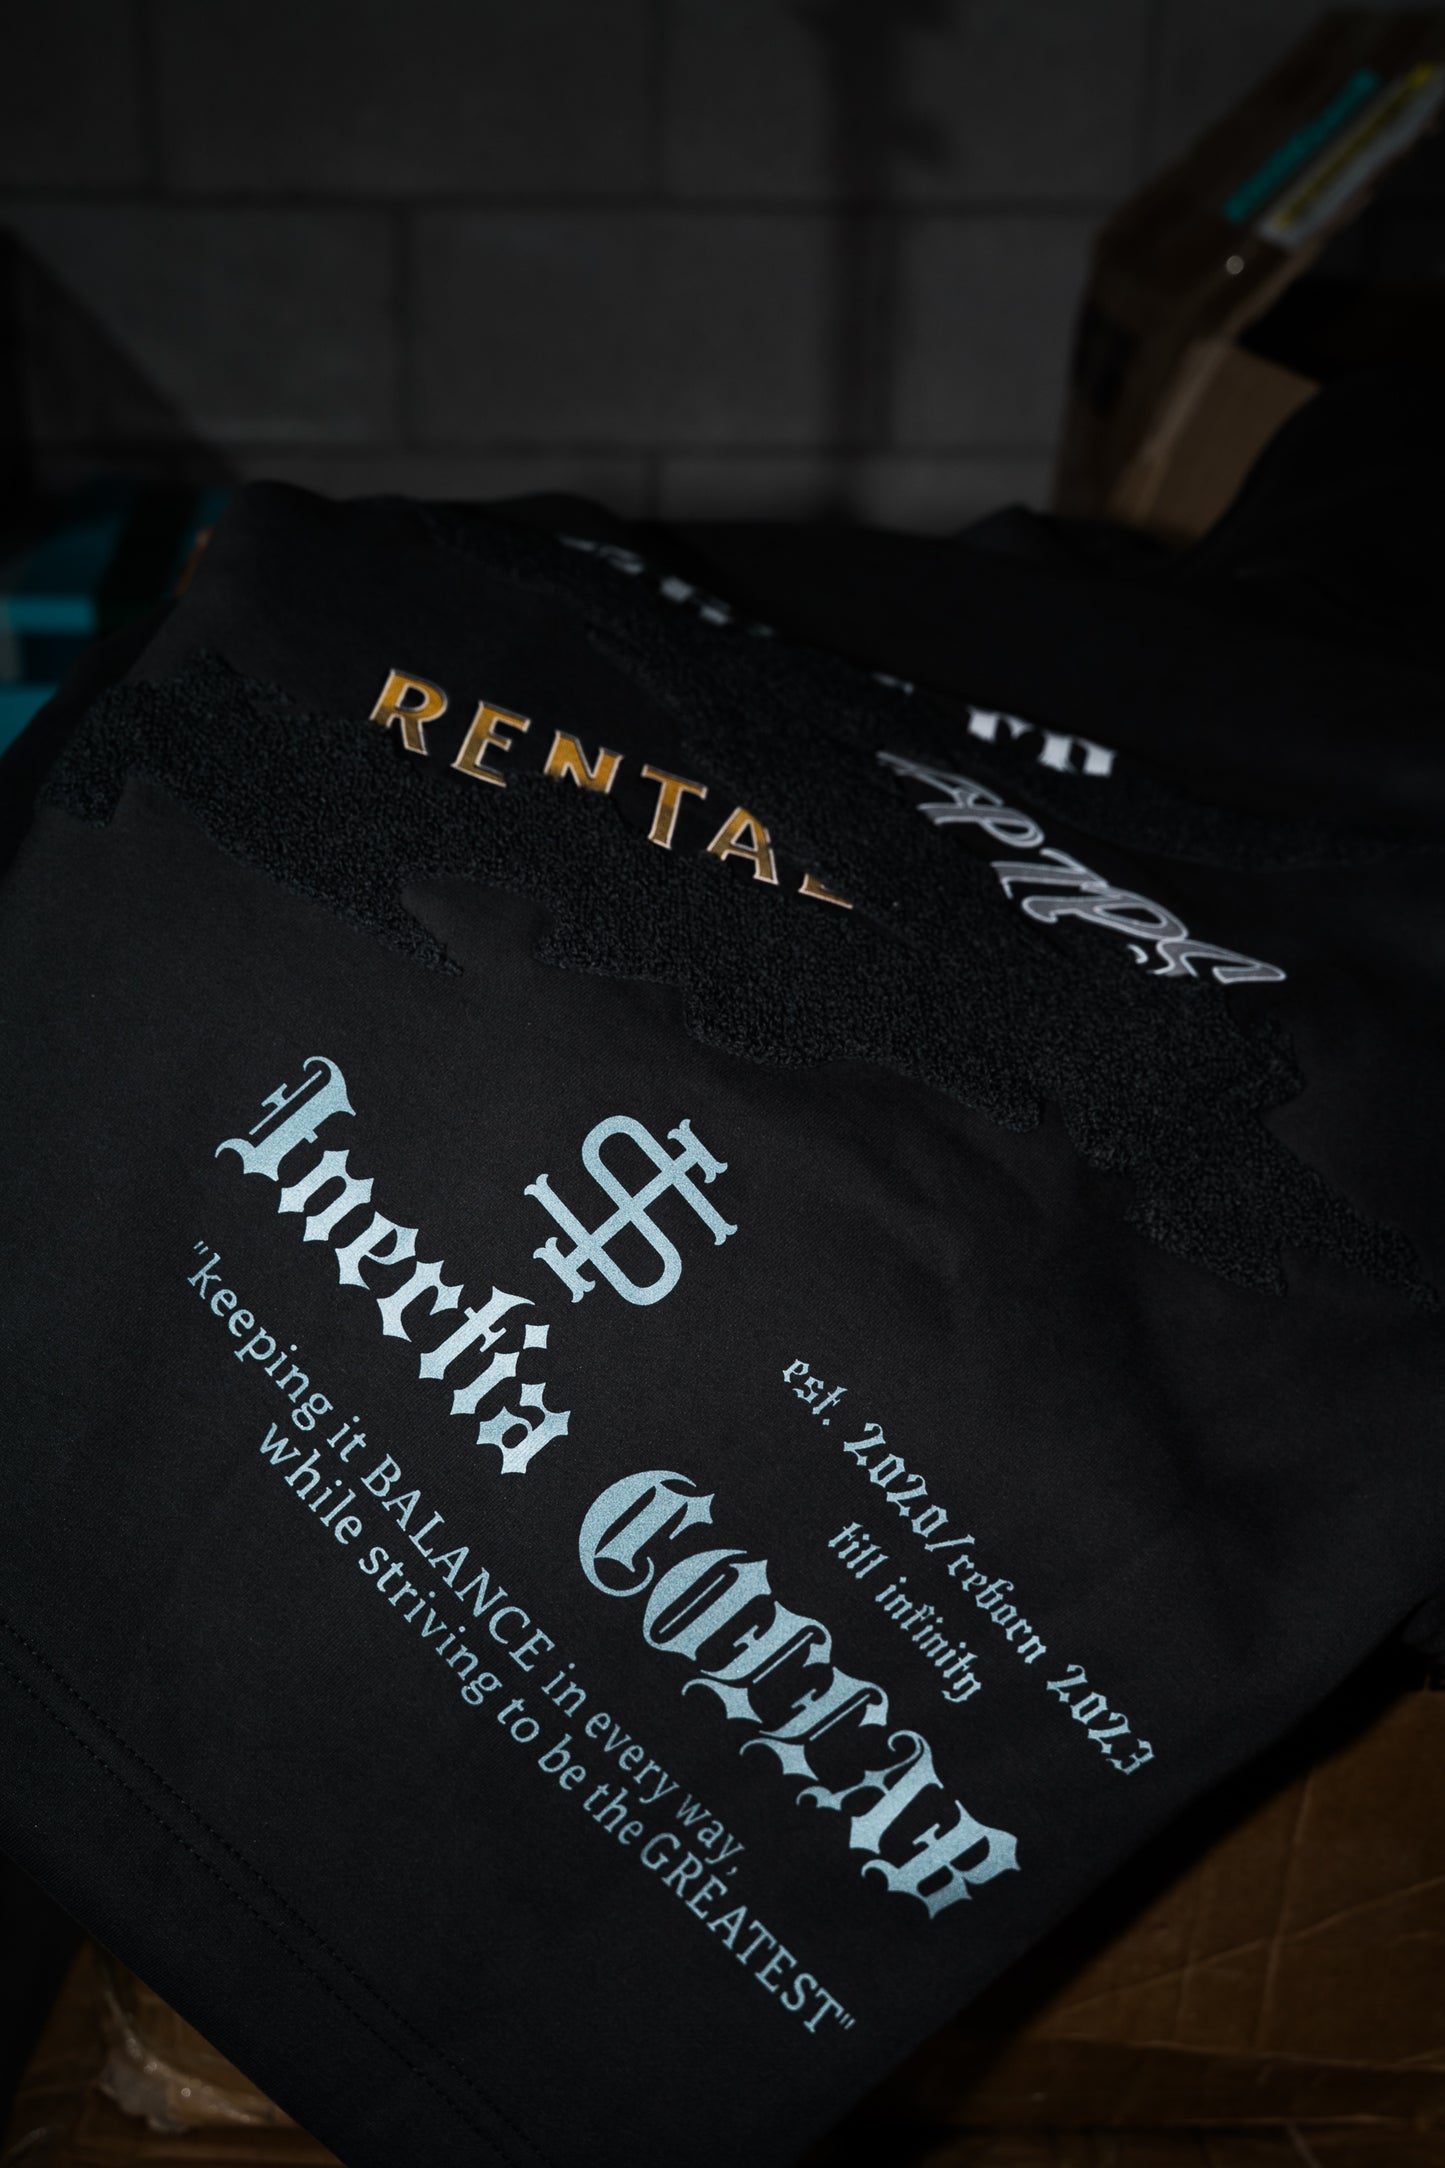 RENTAL
Inertia COLLAR
"keeping it BALANCE in every way,
while striving to be the GREATEST"
est. 2020/reborn 2023
till infinity